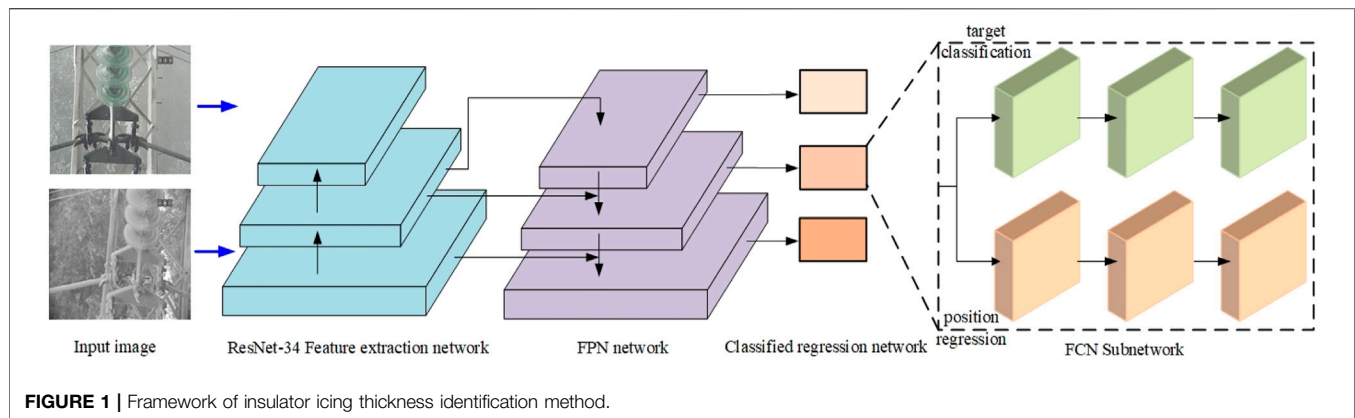 target
classification
position
regression
Input image
ResNet-34 Feature extraction network
FPN network
Classified regression network
FCN Subnetwork
FIGURE 1 | Framework of insulator icing thickness identification method.